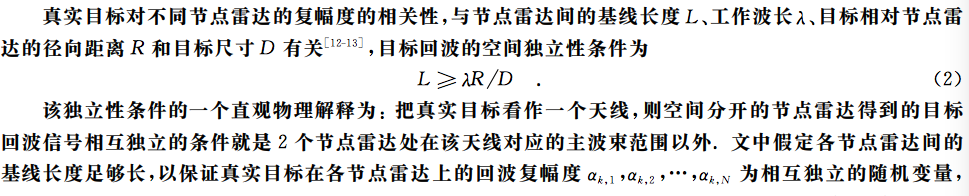 真实目标对不同节点雷达的复幅度的相关性,与节点雷达间的基线长度 L、工作波长 λ、目标相对节点雷
达的径向距离 R 和目标尺寸 D 有关[12-13],目标回波的空间独立性条件为
L ⩾ λR/D . (2)
该独立性条件的一个直观物理解释为:把真实目标看作一个天线,则空间分开的节点雷达得到的目标
回波信号相互独立的条件就是 2 个节点雷达处在该天线对应的主波束范围以外. 文中假定各节点雷达间的
基线长度足够长,以保证真实目标在各节点雷达上的回波复幅度 αk,1,αk,2,⋯,αk,N 为相互独立的随机变量,